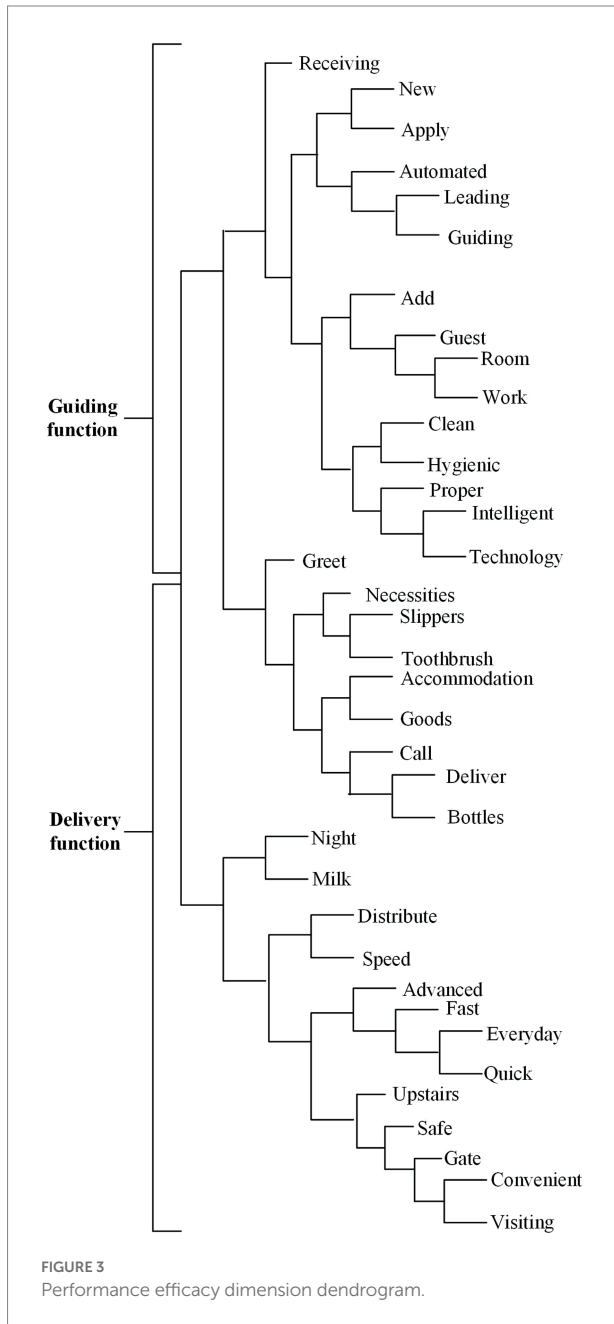 Receiving
New
Apply
Automated
Leading
Guiding
Add
Guest
Room
Work
Guiding
function
Clean
Hygienic
Proper
Intelligent
Technology
Greet
Necessities
Slippers
Toothbrush
Accommodation
Goods
Call
Deliver
Bottles
Delivery
function
Night
Milk
Distribute
Speed
Advanced
Fast
Everyday
Quick
Upstairs
Safe
Gate
Convenient
Visiting
FIGURE 3
Performance efficacy dimension dendrogram.